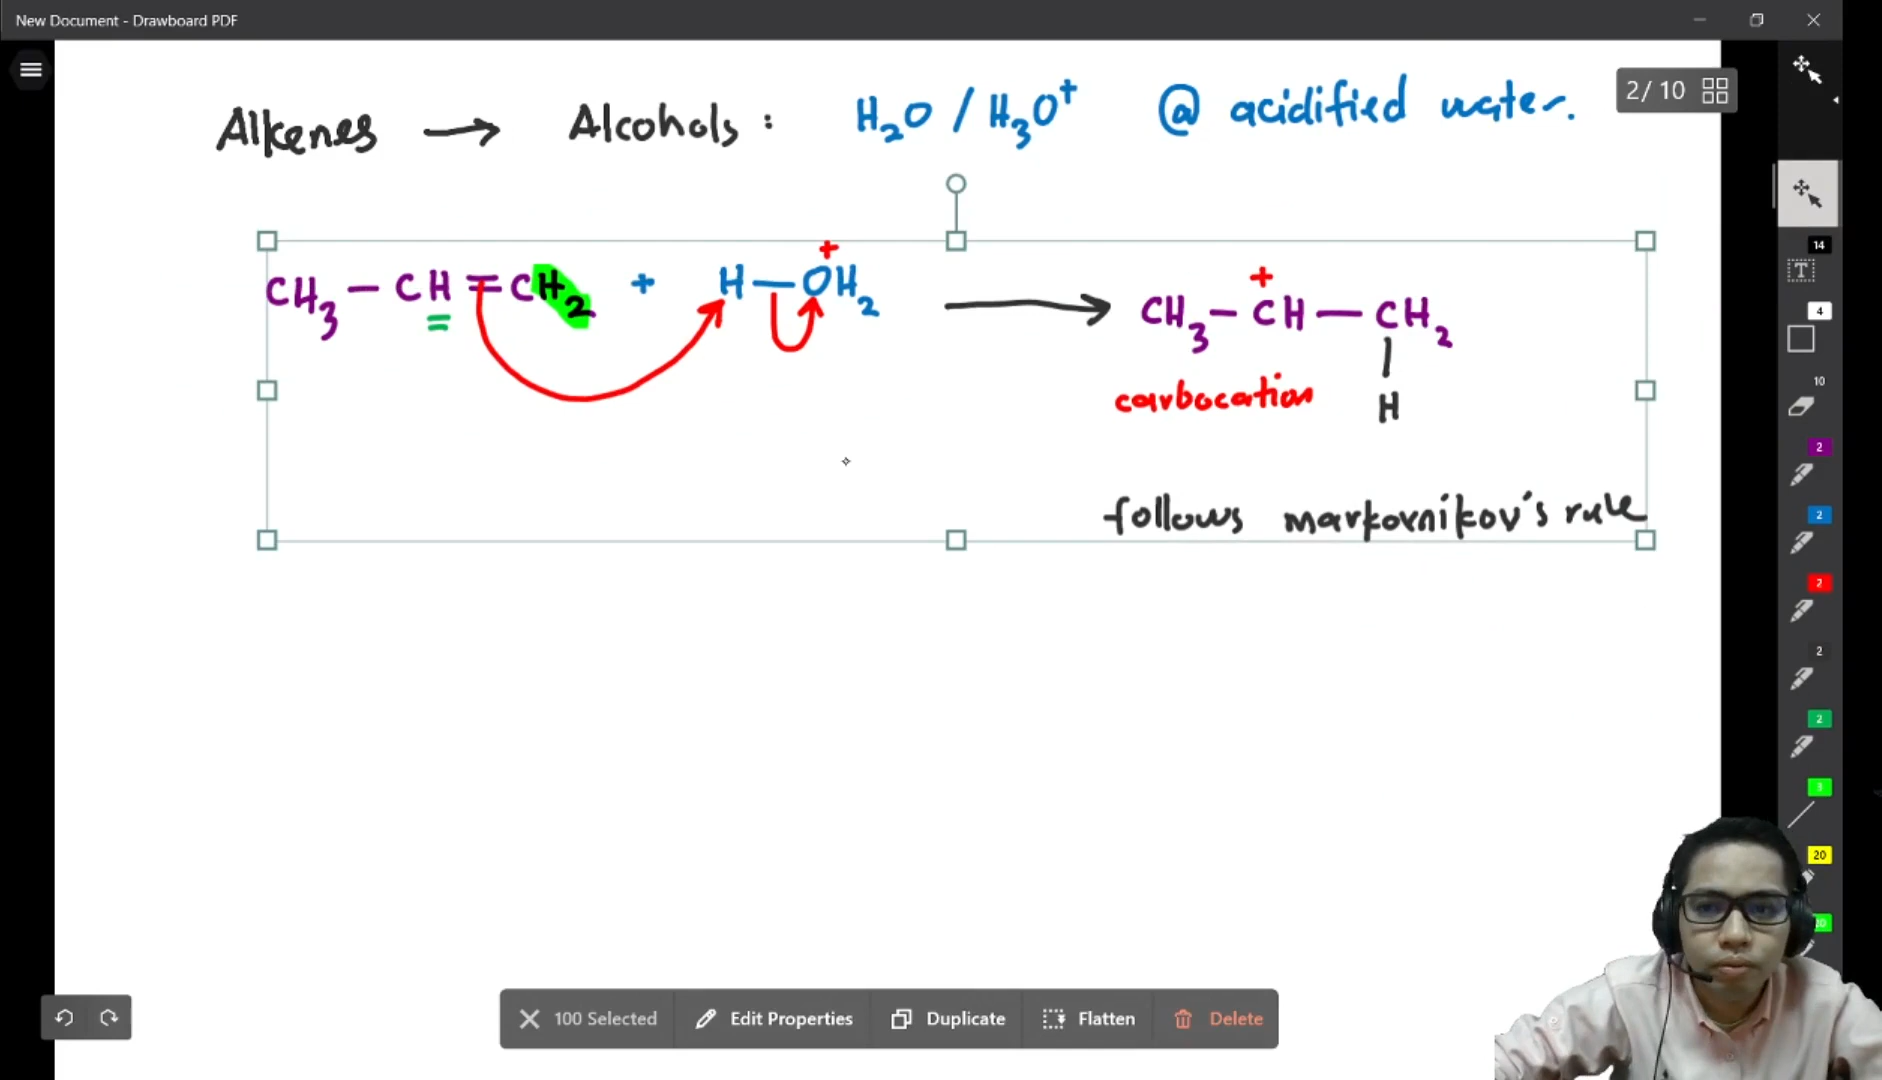 New Document - Drawboard PDF
2 / 10
Alkenes → Alcohols : H₂O / H₃O⁺ @ acidified water.
CH₃ — CH = CH₂ + H — O⁺H₂ → CH₃ — C⁺H — CH₂
carbocation
H
follows markovnikov's rule
14
T
4
10
2
2
2
2
2
3
20
20
100 Selected Edit Properties Duplicate Flatten Delete